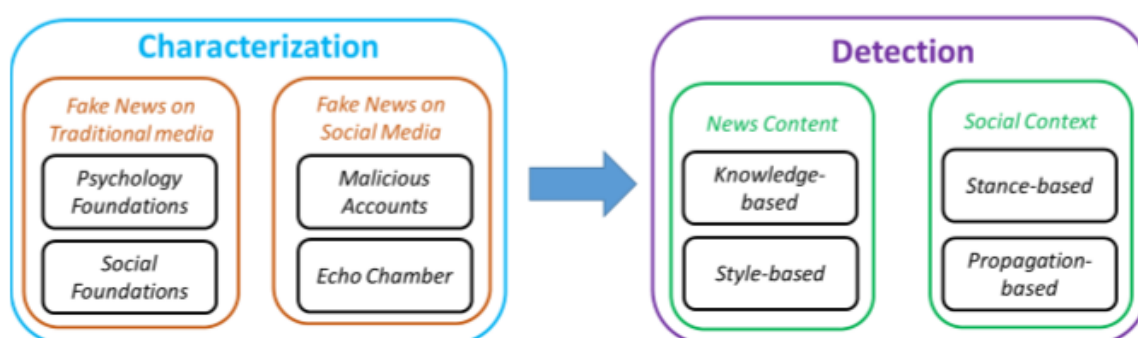 Characterization
Fake News on
Traditional media
Psychology
Foundations
Social
Foundations
Fake News on
Social Media
Malicious
Accounts
Echo Chamber
Detection
News Content
Knowledge-
based
Style-based
Social Context
Stance-based
Propagation-
based